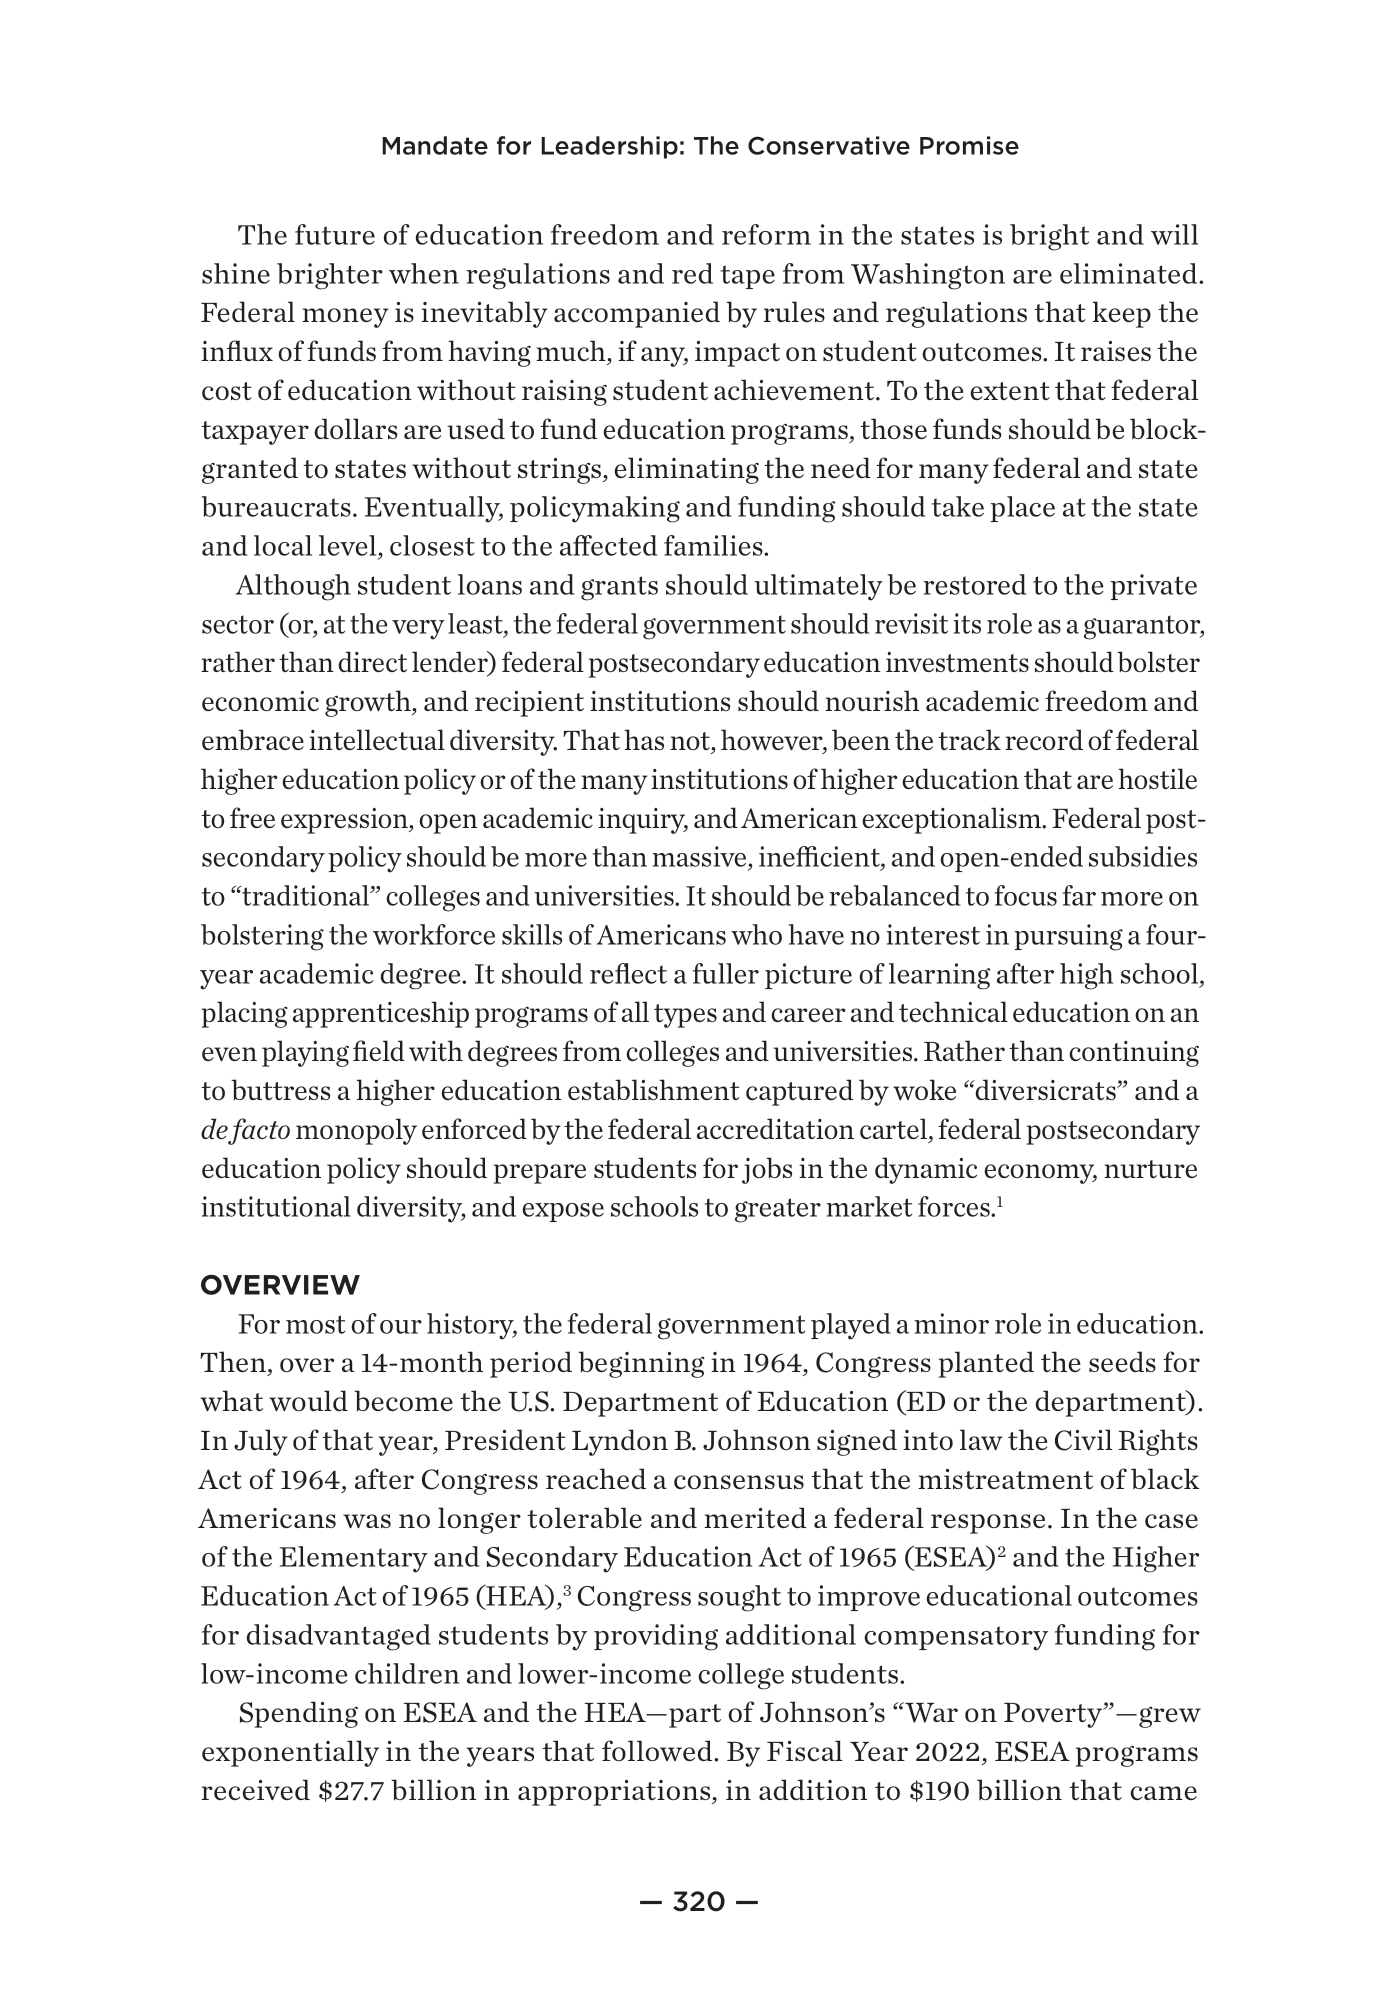 Mandate for Leadership: The Conservative Promise
The future of education freedom and reform in the states is bright and will
shine brighter when regulations and red tape from Washington are eliminated.
Federal money is inevitably accompanied by rules and regulations that keep the
influx of funds from having much, if any, impact on student outcomes. It raises the
cost of education without raising student achievement. To the extent that federal
taxpayer dollars are used to fund education programs, those funds should be block-
granted to states without strings, eliminating the need for many federal and state
bureaucrats. Eventually, policymaking and funding should take place at the state
and local level, closest to the affected families.
Although student loans and grants should ultimately be restored to the private
sector (or, at the very least, the federal government should revisit its role as a guarantor,
rather than direct lender) federal postsecondary education investments should bolster
economic growth, and recipient institutions should nourish academic freedom and
embrace intellectual diversity. That has not, however, been the track record of federal
higher education policy or of the many institutions of higher education that are hostile
to free expression, open academic inquiry, and American exceptionalism. Federal post-
secondary policy should be more than massive, inefficient, and open-ended subsidies
to “traditional” colleges and universities. It should be rebalanced to focus far more on
bolstering the workforce skills of Americans who have no interest in pursuing a four-
year academic degree. It should reflect a fuller picture of learning after high school,
placing apprenticeship programs of all types and career and technical education on an
even playing field with degrees from colleges and universities. Rather than continuing
to buttress a higher education establishment captured by woke “diversicrats” and a
de facto monopoly enforced by the federal accreditation cartel, federal postsecondary
education policy should prepare students for jobs in the dynamic economy, nurture
institutional diversity, and expose schools to greater market forces.¹
OVERVIEW
For most of our history, the federal government played a minor role in education.
Then, over a 14-month period beginning in 1964, Congress planted the seeds for
what would become the U.S. Department of Education (ED or the department).
In July of that year, President Lyndon B. Johnson signed into law the Civil Rights
Act of 1964, after Congress reached a consensus that the mistreatment of black
Americans was no longer tolerable and merited a federal response. In the case
of the Elementary and Secondary Education Act of 1965 (ESEA)² and the Higher
Education Act of 1965 (HEA),³ Congress sought to improve educational outcomes
for disadvantaged students by providing additional compensatory funding for
low-income children and lower-income college students.
Spending on ESEA and the HEA—part of Johnson’s “War on Poverty”—grew
exponentially in the years that followed. By Fiscal Year 2022, ESEA programs
received $27.7 billion in appropriations, in addition to $190 billion that came
— 320 —